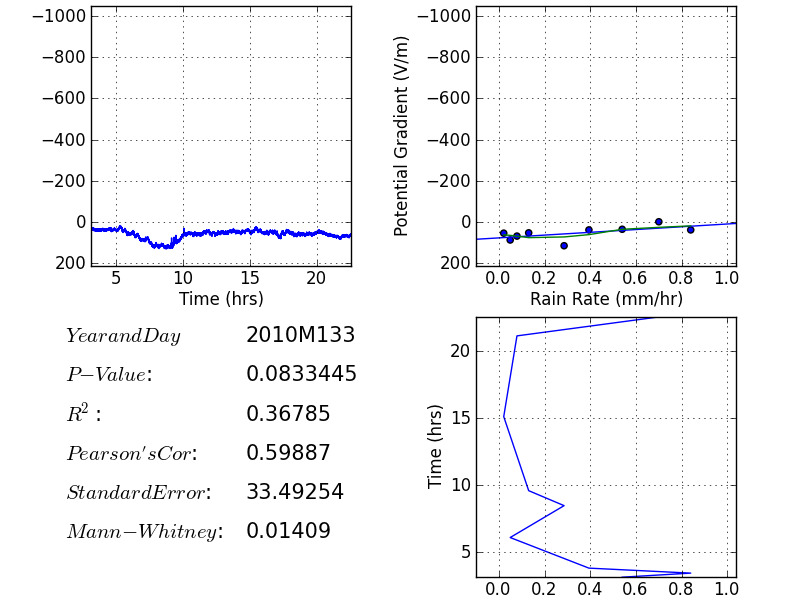 −1000
−800
−600
−400
−200
0
200
5 10 15 20
Time (hrs)
Potential Gradient (V/m)
−1000
−800
−600
−400
−200
0
200
0.0 0.2 0.4 0.6 0.8 1.0
Rain Rate (mm/hr)
YearandDay 2010M133
P−Value: 0.0833445
R²: 0.36785
Pearson'sCor: 0.59887
StandardError: 33.49254
Mann−Whitney: 0.01409
Time (hrs)
20
15
10
5
0.0 0.2 0.4 0.6 0.8 1.0